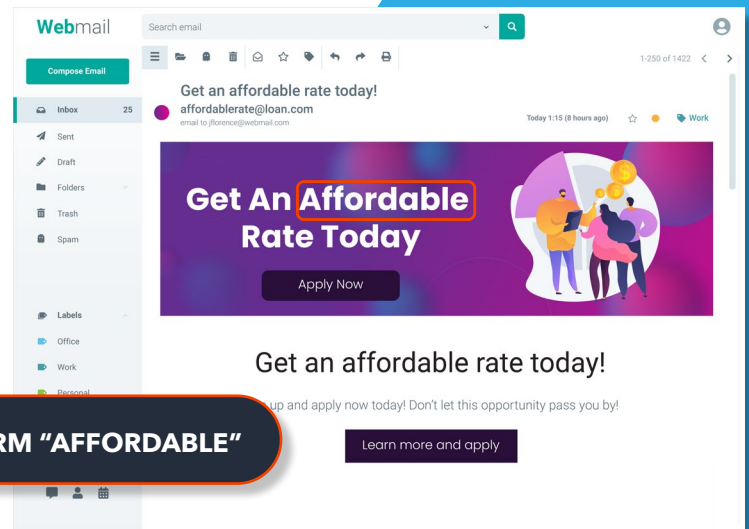 Webmail
Search email
Compose Email
1-250 of 1422
Get an affordable rate today!
affordablerate@loan.com
email to jflorence@webmail.com
Today 1:15 (8 hours ago)
Work
Inbox 25
Sent
Draft
Folders
Trash
Spam
Get An Affordable
Rate Today
Apply Now
Labels
Office
Work
Personal
Get an affordable rate today!
up and apply now today! Don't let this opportunity pass you by!
Learn more and apply
"AFFORDABLE"